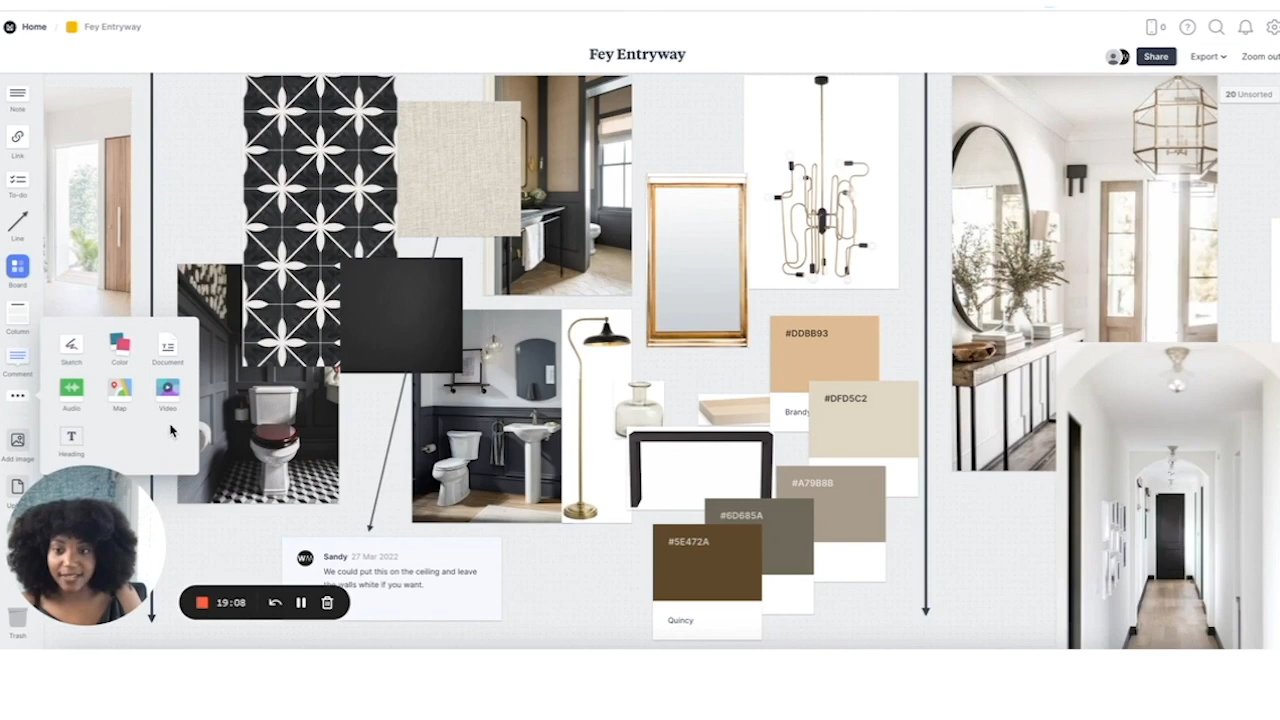 Home / Fey Entryway
0
Fey Entryway
Share
Export
Zoom out
20 Unsorted
Note
Link
To-do
Line
Board
Column
Comment
Add image
Trash
Sketch
Color
Document
Audio
Map
Video
T
Heading
#DDBB93
Brandy
#DFD5C2
#A79B8B
#6D685A
#5E472A
Quincy
Sandy 27 Mar 2022
We could put this on the ceiling and leave
the walls white if you want.
19:08